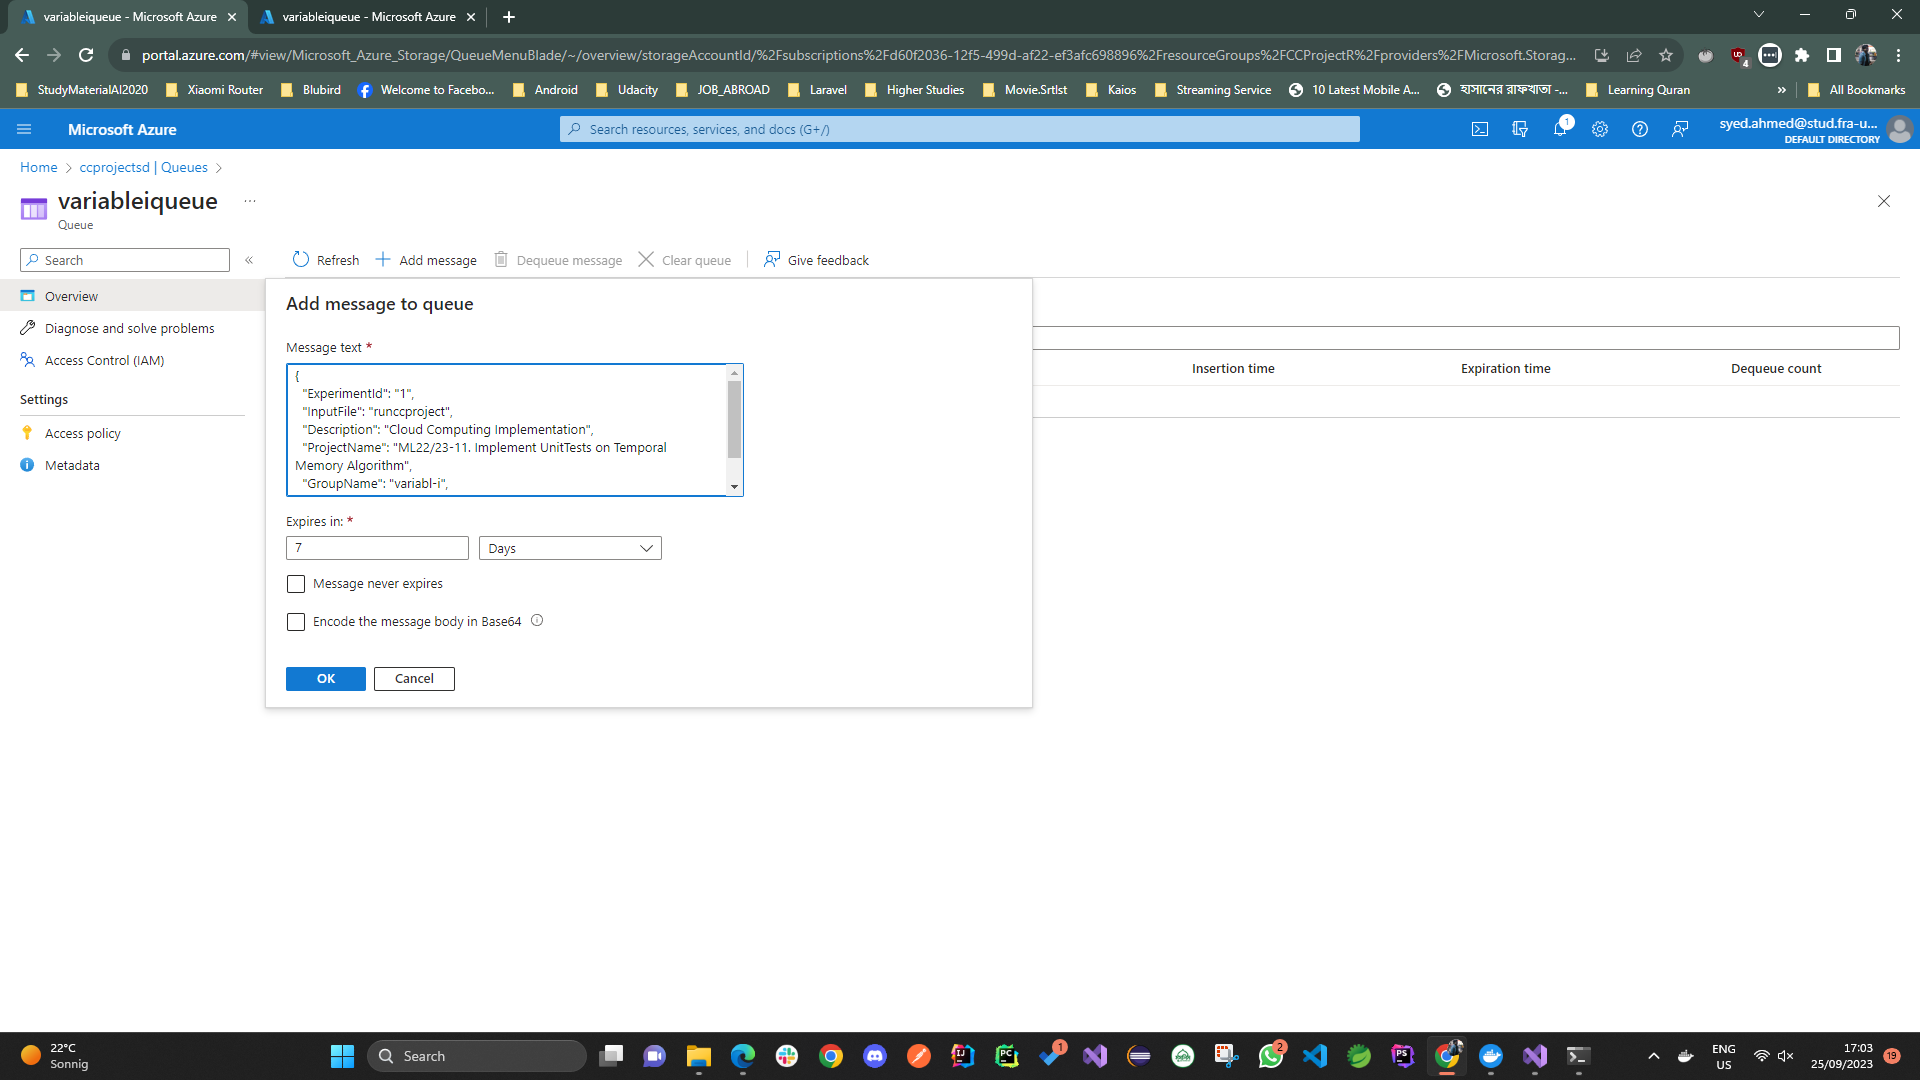 variableiqueue - Microsoft Azure
variableiqueue - Microsoft Azure
portal.azure.com/#view/Microsoft_Azure_Storage/QueueMenuBlade/~/overview/storageAccountId/%2Fsubscriptions%2Fd60f2036-12f5-499d-af22-ef3afc698896%2FresourceGroups%2FCCProjectR%2Fproviders%2FMicrosoft.Storag...
4
StudyMaterialAI2020
Xiaomi Router
Blubird
Welcome to Facebo...
Android
Udacity
JOB_ABROAD
Laravel
Higher Studies
Movie.Srtlst
Kaios
Streaming Service
10 Latest Mobile A...
হাসানের রাফখাতা -...
Learning Quran
»
All Bookmarks
Microsoft Azure
Search resources, services, and docs (G+/)
1
syed.ahmed@stud.fra-u...
DEFAULT DIRECTORY
Home > ccprojectsd | Queues >
variableiqueue ...
Queue
Search
«
Refresh
Add message
Dequeue message
Clear queue
Give feedback
Overview
Diagnose and solve problems
Access Control (IAM)
Settings
Access policy
Metadata
Insertion time
Expiration time
Dequeue count
Add message to queue
Message text *
{
"ExperimentId": "1",
"InputFile": "runccproject",
"Description": "Cloud Computing Implementation",
"ProjectName": "ML22/23-11. Implement UnitTests on Temporal
Memory Algorithm",
"GroupName": "variabl-i",
Expires in: *
7
Days
Message never expires
Encode the message body in Base64
OK
Cancel
22°C
Sonnig
Search
1
2
ENG
US
17:03
25/09/2023
19